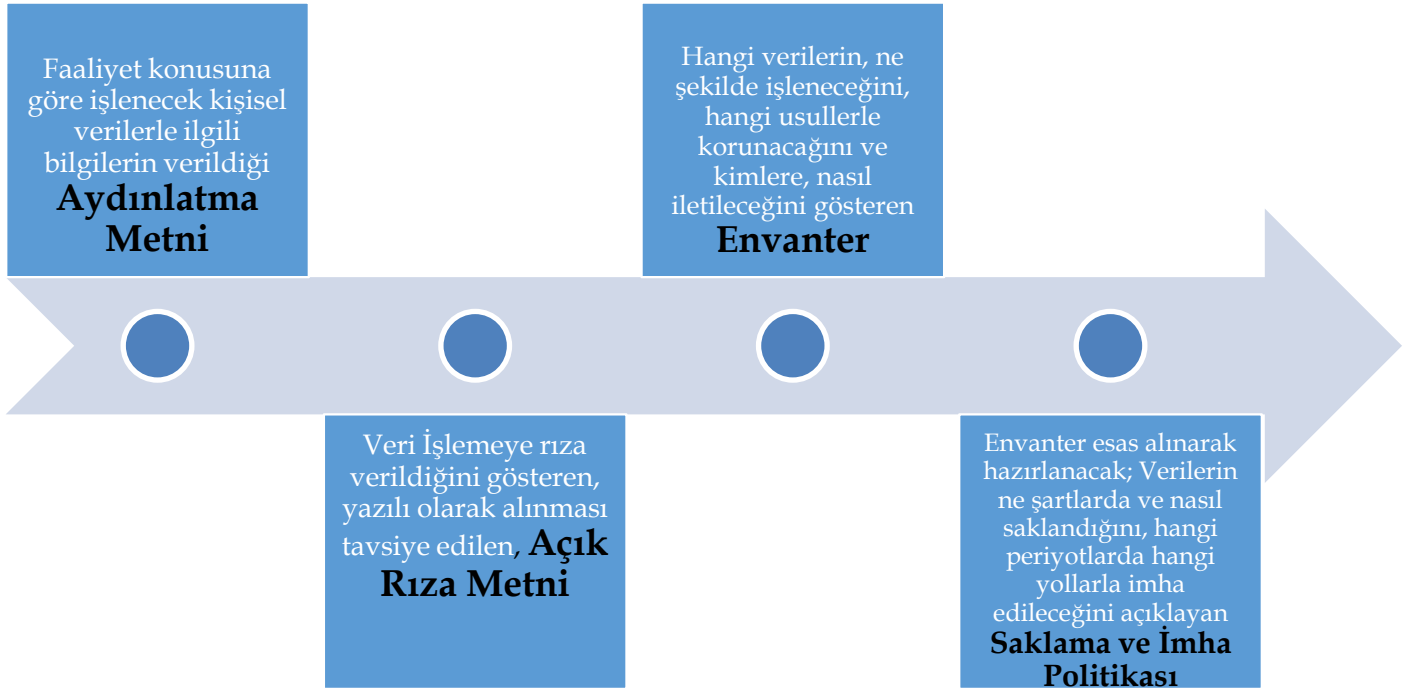 Faaliyet konusuna
göre işlenecek kişisel
verilerle ilgili
bilgilerin verildiği
Aydınlatma
Metni
Veri İşlemeye rıza
verildiğini gösteren,
yazılı olarak alınması
tavsiye edilen, Açık
Rıza Metni
Hangi verilerin, ne
şekilde işleneceğini,
hangi usullerle
korunacağını ve
kimlere, nasıl
iletileceğini gösteren
Envanter
Envanter esas alınarak
hazırlanacak; Verilerin
ne şartlarda ve nasıl
saklandığını, hangi
periyotlarda hangi
yollarla imha
edileceğini açıklayan
Saklama ve İmha
Politikası